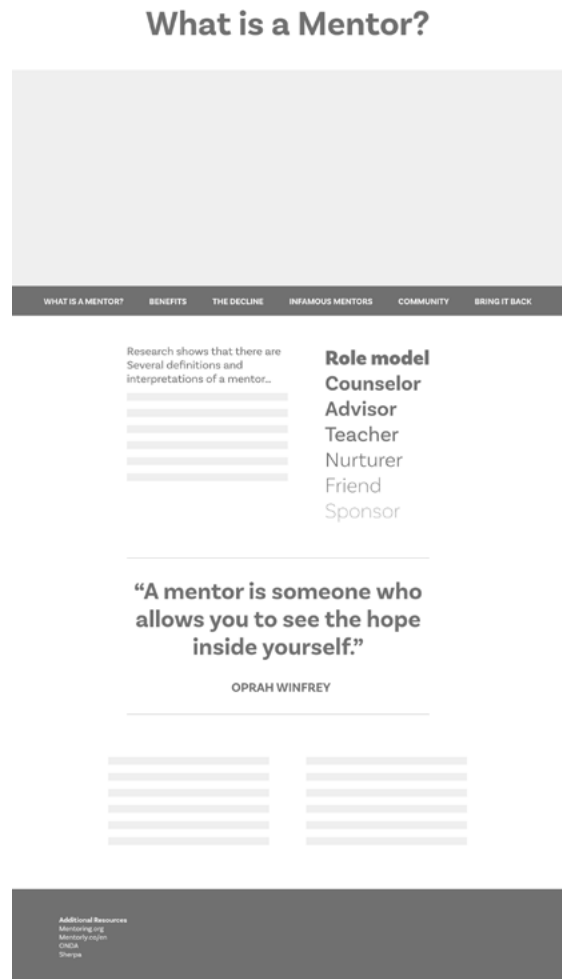 What is a Mentor?
WHAT IS A MENTOR? BENEFITS THE DECLINE INFAMOUS MENTORS COMMUNITY BRING IT BACK
Research shows that there are
Several definitions and
interpretations of a mentor...
Role model
Counselor
Advisor
Teacher
Nurturer
Friend
Sponsor
“A mentor is someone who
allows you to see the hope
inside yourself.”
OPRAH WINFREY
Additional Resources
Mentoring.org
Mentorly.co/en
ONDA
Sherpa